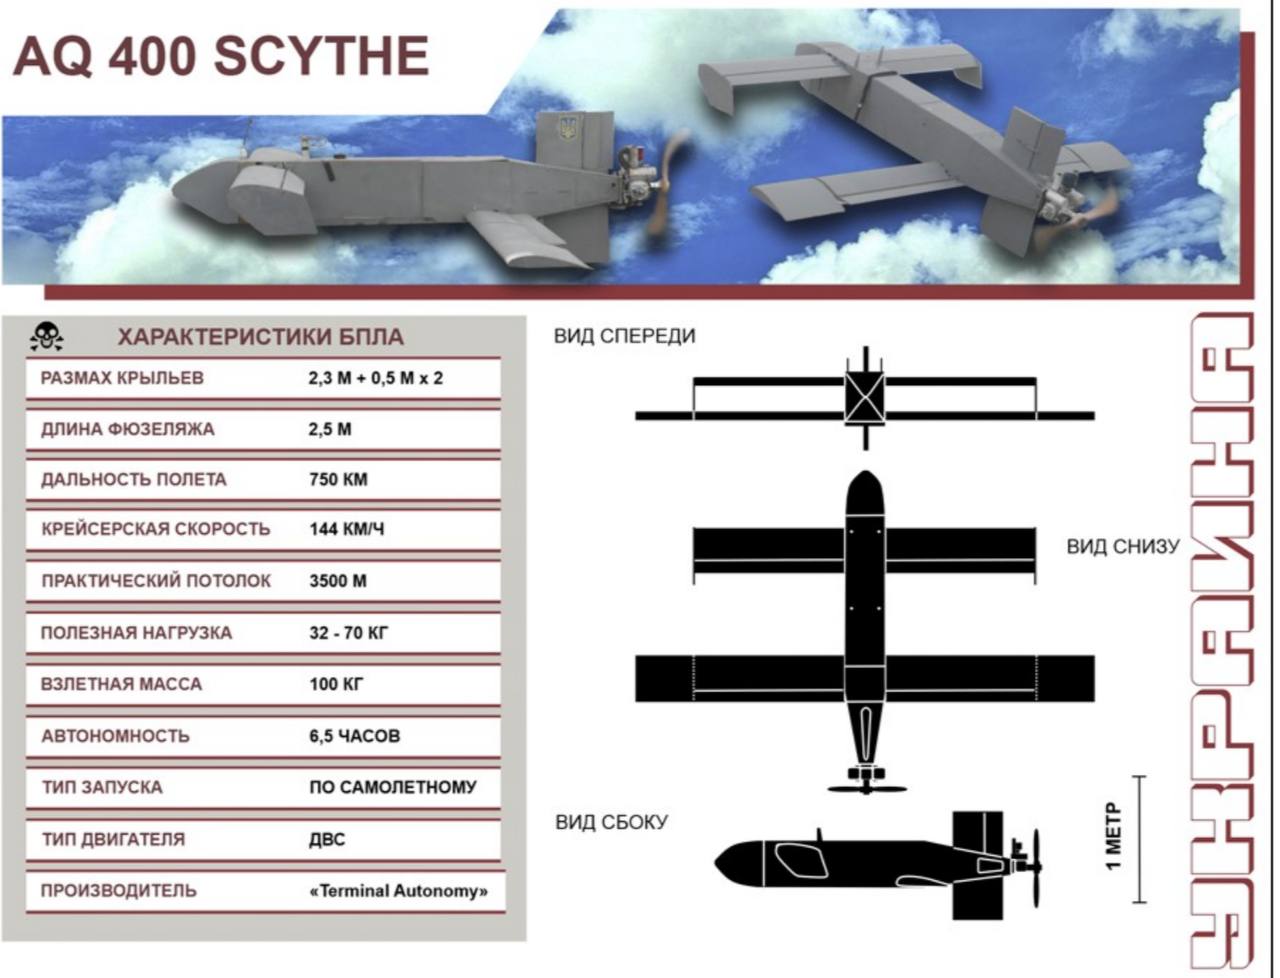 AQ 400 SCYTHE
ХАРАКТЕРИСТИКИ БПЛА
РАЗМАХ КРЫЛЬЕВ 2,3 М + 0,5 М x 2
ДЛИНА ФЮЗЕЛЯЖА 2,5 М
ДАЛЬНОСТЬ ПОЛЕТА 750 КМ
КРЕЙСЕРСКАЯ СКОРОСТЬ 144 КМ/Ч
ПРАКТИЧЕСКИЙ ПОТОЛОК 3500 М
ПОЛЕЗНАЯ НАГРУЗКА 32 - 70 КГ
ВЗЛЕТНАЯ МАССА 100 КГ
АВТОНОМНОСТЬ 6,5 ЧАСОВ
ТИП ЗАПУСКА ПО САМОЛЕТНОМУ
ТИП ДВИГАТЕЛЯ ДВС
ПРОИЗВОДИТЕЛЬ «Terminal Autonomy»
ВИД СПЕРЕДИ
ВИД СНИЗУ
ВИД СБОКУ
1 МЕТР
УКРАИНА